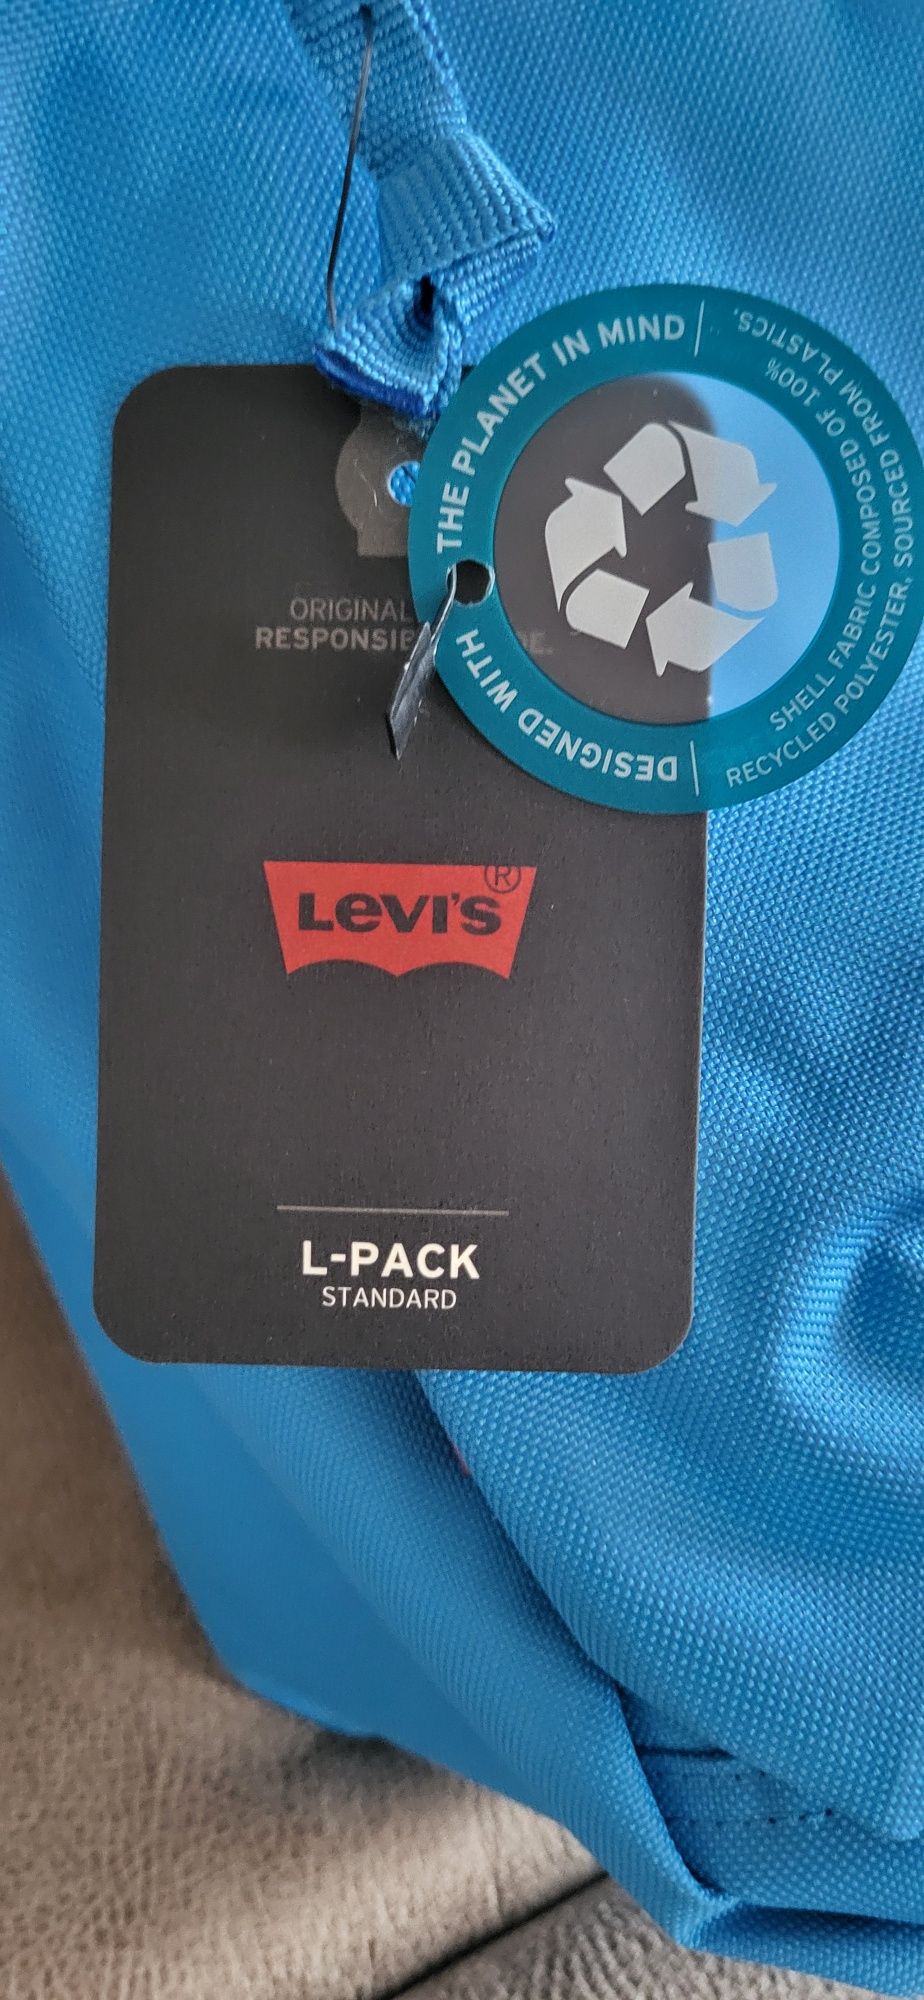 ORIGINAL
DESIGNED WITH THE PLANET IN MIND
SHELL FABRIC COMPOSED OF 100%
RECYCLED POLYESTER, SOURCED FROM PLASTICS.
LEVI'S®
L-PACK
STANDARD